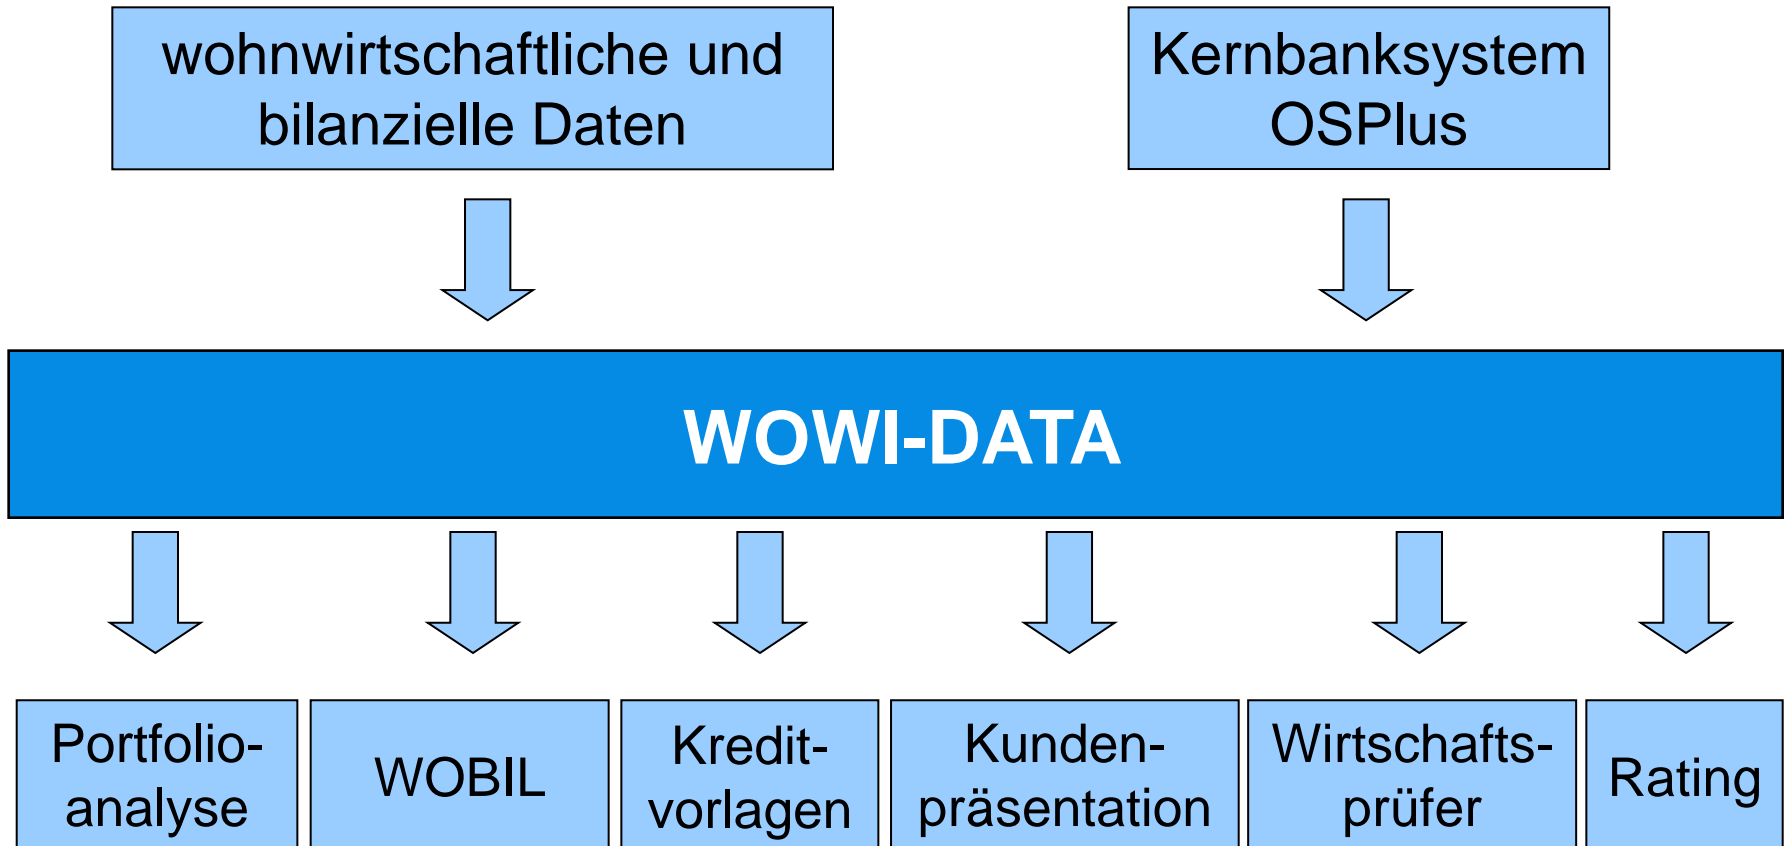 wohnwirtschaftliche und
bilanzielle Daten
Kernbanksystem
OSPlus
WOWI-DATA
Portfolio-
analyse
WOBIL
Kredit-
vorlagen
Kunden-
präsentation
Wirtschafts-
prüfer
Rating